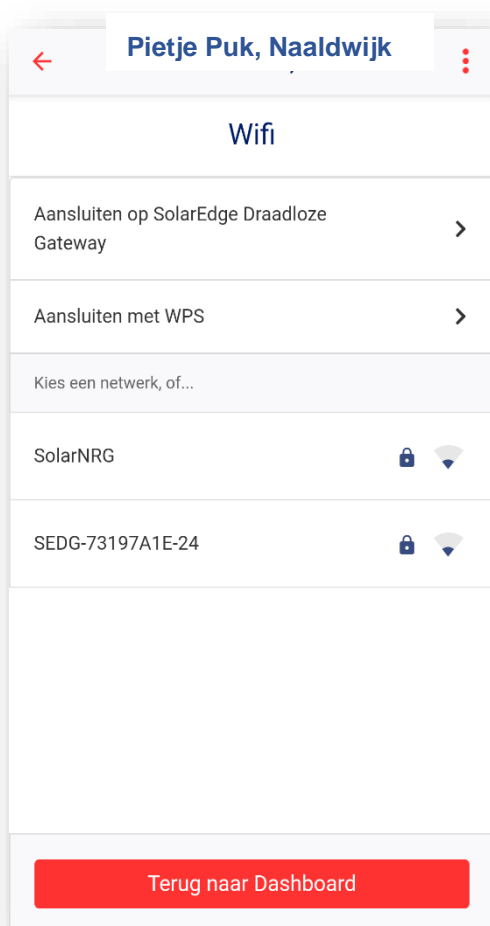 Pietje Puk, Naaldwijk
Wifi
Aansluiten op SolarEdge Draadloze
Gateway
Aansluiten met WPS
Kies een netwerk, of...
SolarNRG
SEDG-73197A1E-24
Terug naar Dashboard